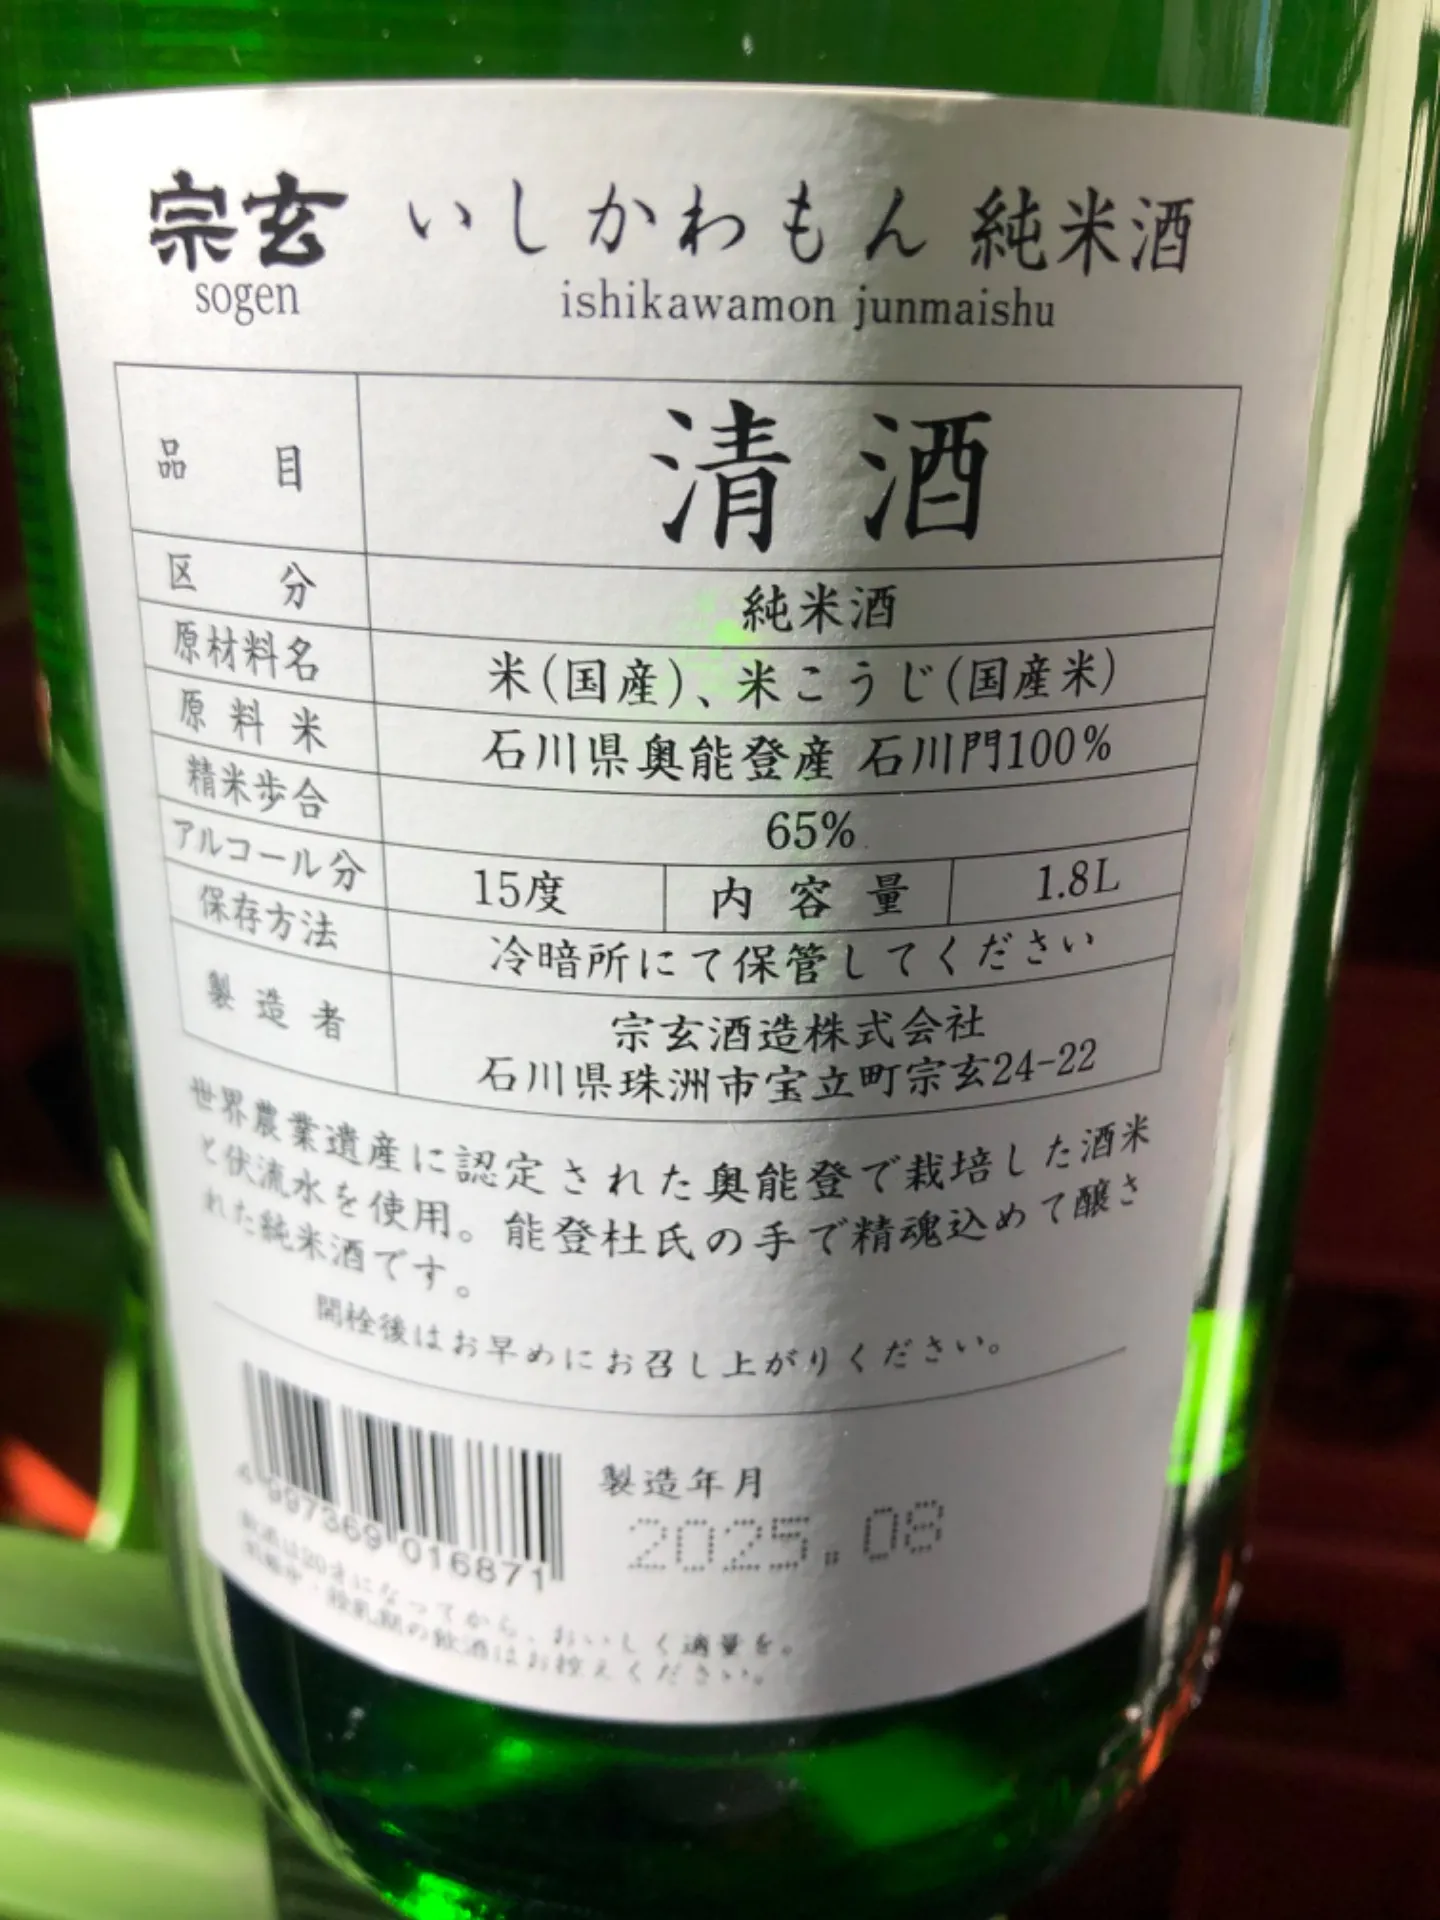 宗玄 いしかわもん 純米酒
sogen ishikawamon junmaishu
品目 清酒
区分 純米酒
原材料名 米(国産)、米こうじ(国産米)
原料米 石川県奥能登産 石川門100%
精米歩合 65%
アルコール分 15度 内容量 1.8L
保存方法 冷暗所にて保管してください
製造者 宗玄酒造株式会社
石川県珠洲市宝立町宗玄24-22
世界農業遺産に認定された奥能登で栽培した酒米
と伏流水を使用。能登杜氏の手で精魂込めて醸さ
れた純米酒です。
開栓後はお早めにお召し上がりください。
製造年月
2025.08
4 997369 016871
飲酒は20才になってから、おいしく適量を。
妊娠中・授乳期の飲酒はお控えください。